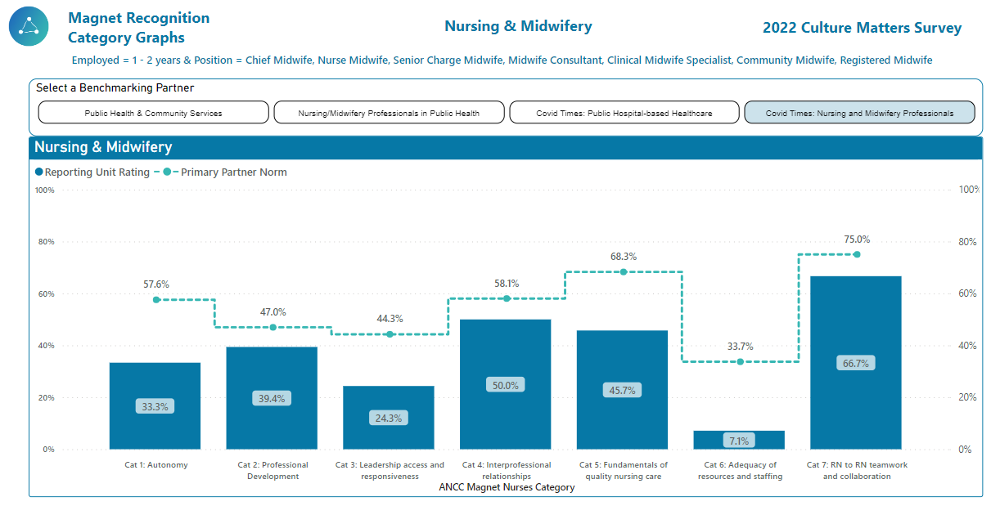 Magnet Recognition
Category Graphs
Nursing & Midwifery
2022 Culture Matters Survey
Employed = 1 - 2 years & Position = Chief Midwife, Nurse Midwife, Senior Charge Midwife, Midwife Consultant, Clinical Midwife Specialist, Community Midwife, Registered Midwife
Select a Benchmarking Partner
Public Health & Community Services
Nursing/Midwifery Professionals in Public Health
Covid Times: Public Hospital-based Healthcare
Covid Times: Nursing and Midwifery Professionals
Nursing & Midwifery
Reporting Unit Rating
Primary Partner Norm
100%
80%
60%
40%
20%
0%
100%
80%
60%
40%
20%
0%
57.6%
47.0%
44.3%
58.1%
68.3%
33.7%
75.0%
33.3%
39.4%
24.3%
50.0%
45.7%
7.1%
66.7%
Cat 1: Autonomy
Cat 2: Professional
Development
Cat 3: Leadership access and
responsiveness
Cat 4: Interprofessional
relationships
Cat 5: Fundamentals of
quality nursing care
Cat 6: Adequacy of
resources and staffing
Cat 7: RN to RN teamwork
and collaboration
ANCC Magnet Nurses Category